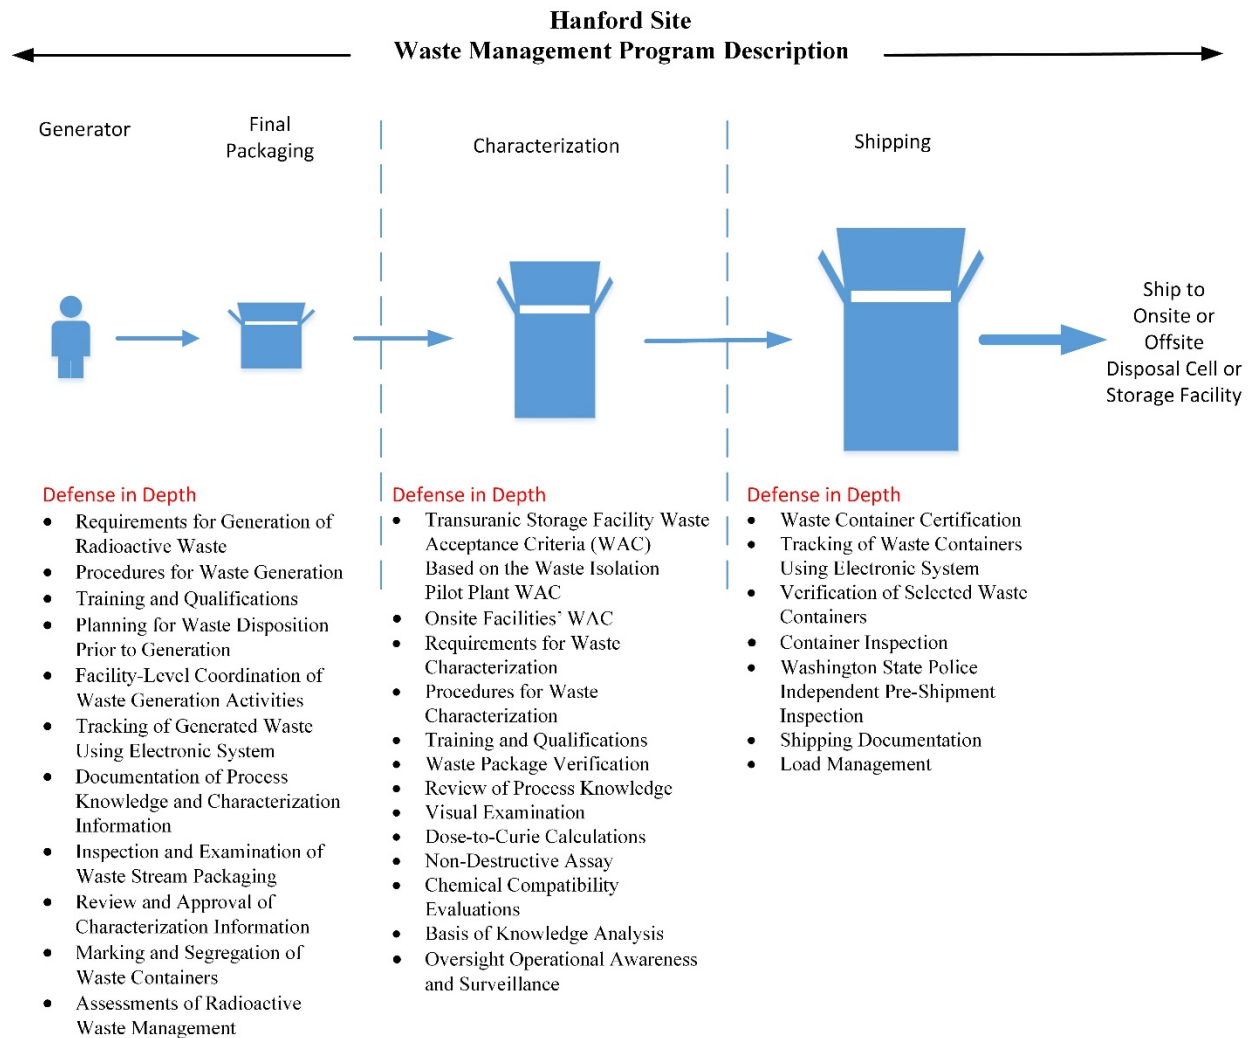 Hanford Site
Waste Management Program Description
Generator
Final
Packaging
Characterization
Shipping
Ship to
Onsite or
Offsite
Disposal Cell or
Storage Facility
Defense in Depth
• Requirements for Generation of
Radioactive Waste
• Procedures for Waste Generation
• Training and Qualifications
• Planning for Waste Disposition
Prior to Generation
• Facility-Level Coordination of
Waste Generation Activities
• Tracking of Generated Waste
Using Electronic System
• Documentation of Process
Knowledge and Characterization
Information
• Inspection and Examination of
Waste Stream Packaging
• Review and Approval of
Characterization Information
• Marking and Segregation of
Waste Containers
• Assessments of Radioactive
Waste Management
Defense in Depth
• Transuranic Storage Facility Waste
Acceptance Criteria (WAC)
Based on the Waste Isolation
Pilot Plant WAC
• Onsite Facilities’ WAC
• Requirements for Waste
Characterization
• Procedures for Waste
Characterization
• Training and Qualifications
• Waste Package Verification
• Review of Process Knowledge
• Visual Examination
• Dose-to-Curie Calculations
• Non-Destructive Assay
• Chemical Compatibility
Evaluations
• Basis of Knowledge Analysis
• Oversight Operational Awareness
and Surveillance
Defense in Depth
• Waste Container Certification
• Tracking of Waste Containers
Using Electronic System
• Verification of Selected Waste
Containers
• Container Inspection
• Washington State Police
Independent Pre-Shipment
Inspection
• Shipping Documentation
• Load Management